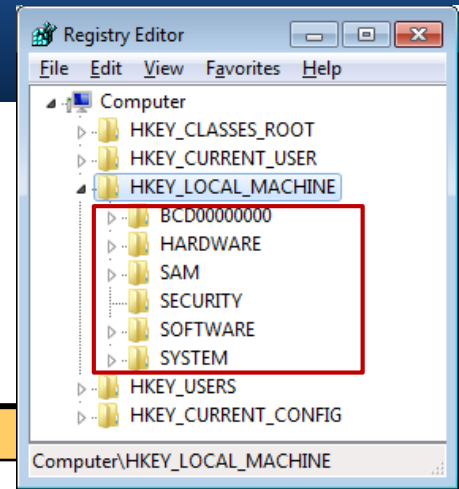 Registry Editor
File Edit View Favorites Help
Computer
HKEY_CLASSES_ROOT
HKEY_CURRENT_USER
HKEY_LOCAL_MACHINE
BCD00000000
HARDWARE
SAM
SECURITY
SOFTWARE
SYSTEM
HKEY_USERS
HKEY_CURRENT_CONFIG
Computer\HKEY_LOCAL_MACHINE